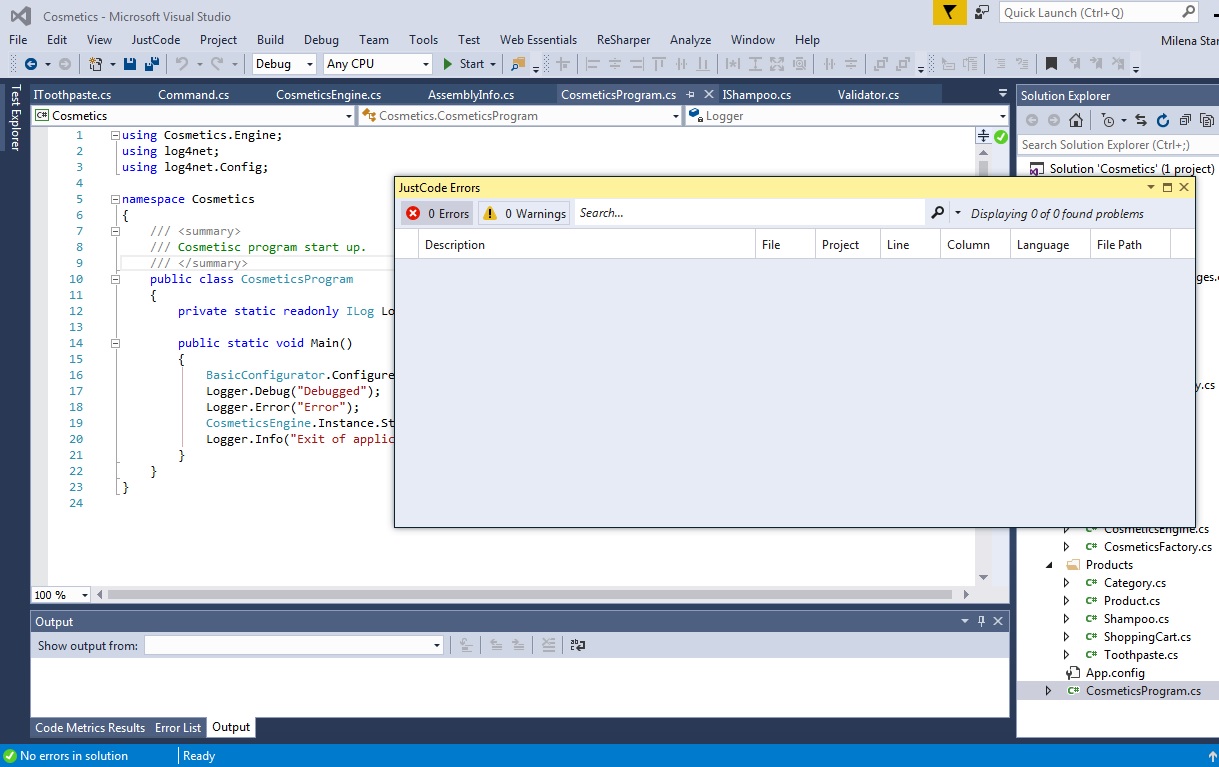 Cosmetics - Microsoft Visual Studio
Quick Launch (Ctrl+Q)
File Edit View JustCode Project Build Debug Team Tools Test Web Essentials ReSharper Analyze Window Help Milena Star
Debug Any CPU Start
Test Explorer
IToothpaste.cs Command.cs CosmeticsEngine.cs AssemblyInfo.cs CosmeticsProgram.cs IShampoo.cs Validator.cs
C# Cosmetics Cosmetics.CosmeticsProgram Logger
1 using Cosmetics.Engine;
2 using log4net;
3 using log4net.Config;
4
5 namespace Cosmetics
6 {
7 /// <summary>
8 /// Cosmetisc program start up.
9 /// </summary>
10 public class CosmeticsProgram
11 {
12 private static readonly ILog Lo
13
14 public static void Main()
15 {
16 BasicConfigurator.Configure
17 Logger.Debug("Debugged");
18 Logger.Error("Error");
19 CosmeticsEngine.Instance.St
20 Logger.Info("Exit of applic
21 }
22 }
23 }
24
100 %
JustCode Errors
0 Errors 0 Warnings Search... Displaying 0 of 0 found problems
Description File Project Line Column Language File Path
Solution Explorer
Search Solution Explorer (Ctrl+;)
Solution 'Cosmetics' (1 project)
ges.c
y.cs
C# CosmeticsEngine.cs
C# CosmeticsFactory.cs
Products
C# Category.cs
C# Product.cs
C# Shampoo.cs
C# ShoppingCart.cs
C# Toothpaste.cs
App.config
C# CosmeticsProgram.cs
Output
Show output from:
Code Metrics Results Error List Output
No errors in solution Ready